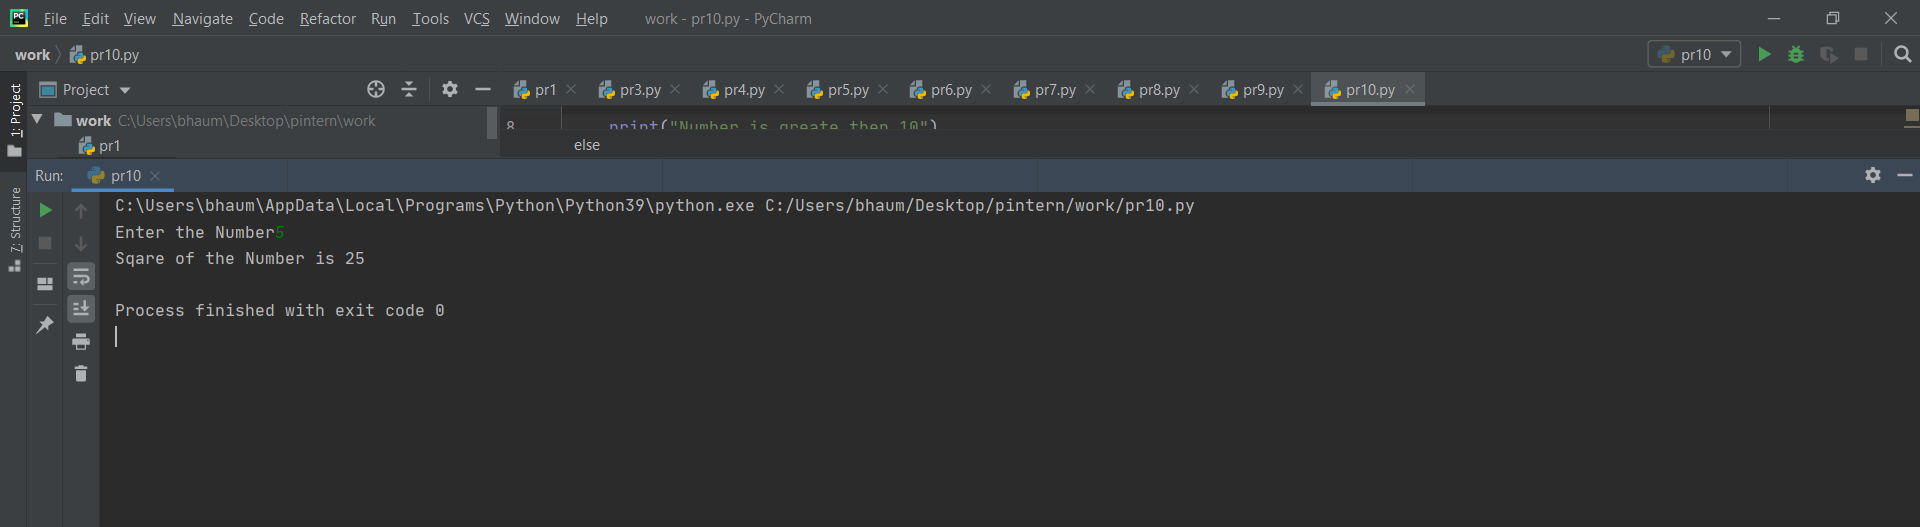 File Edit View Navigate Code Refactor Run Tools VCS Window Help work - pr10.py - PyCharm
work pr10.py pr10
1: Project
Project pr1 pr3.py pr4.py pr5.py pr6.py pr7.py pr8.py pr9.py pr10.py
work C:\Users\bhaum\Desktop\pintern\work
8 print("Number is greate then 10")
pr1
else
Run: pr10
7: Structure
C:\Users\bhaum\AppData\Local\Programs\Python\Python39\python.exe C:/Users/bhaum/Desktop/pintern/work/pr10.py
Enter the Number5
Sqare of the Number is 25
Process finished with exit code 0